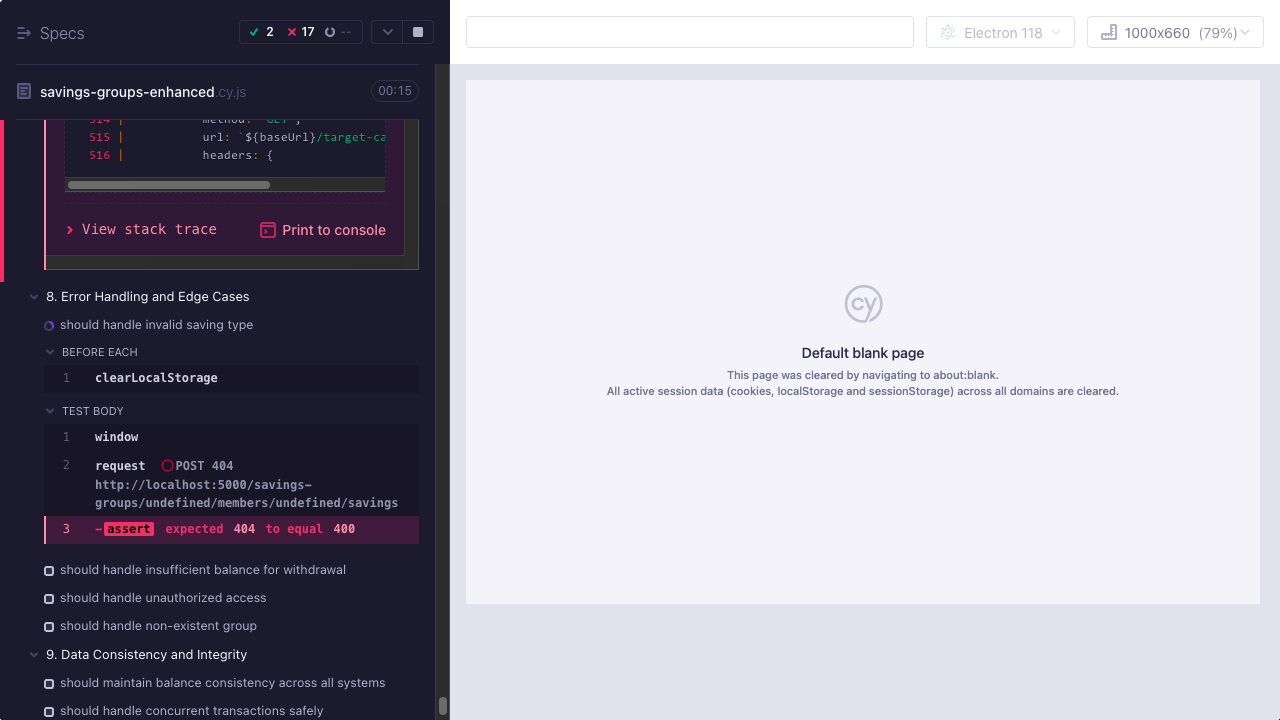 Specs
2
17
--
savings-groups-enhanced.cy.js
00:15
514 | method: 'GET',
515 | url: `${baseUrl}/target-ca
516 | headers: {
View stack trace
Print to console
8. Error Handling and Edge Cases
should handle invalid saving type
BEFORE EACH
1 clearLocalStorage
TEST BODY
1 window
2 request POST 404
http://localhost:5000/savings-
groups/undefined/members/undefined/savings
3 -assert expected 404 to equal 400
should handle insufficient balance for withdrawal
should handle unauthorized access
should handle non-existent group
9. Data Consistency and Integrity
should maintain balance consistency across all systems
should handle concurrent transactions safely
Electron 118
1000x660 (79%)
cy
Default blank page
This page was cleared by navigating to about:blank.
All active session data (cookies, localStorage and sessionStorage) across all domains are cleared.